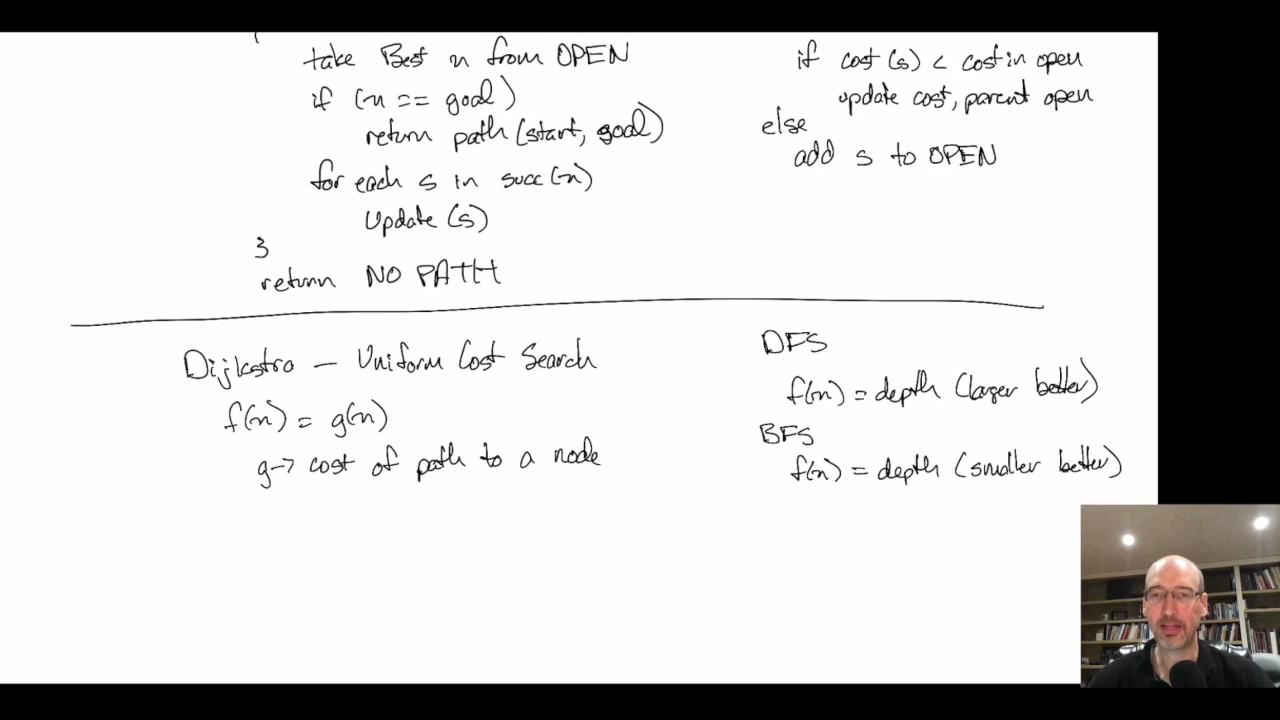 take Best n from OPEN
if (n == goal)
return path (start, goal)
for each s in succ(n)
Update (s)
}
return NO PATH
if cost (s) < cost in open
update cost, parent open
else
add s to OPEN
Dijkstra — Uniform Cost Search
f(n) = g(n)
g → cost of path to a node
DFS
f(n) = depth (larger better)
BFS
f(n) = depth (smaller better)